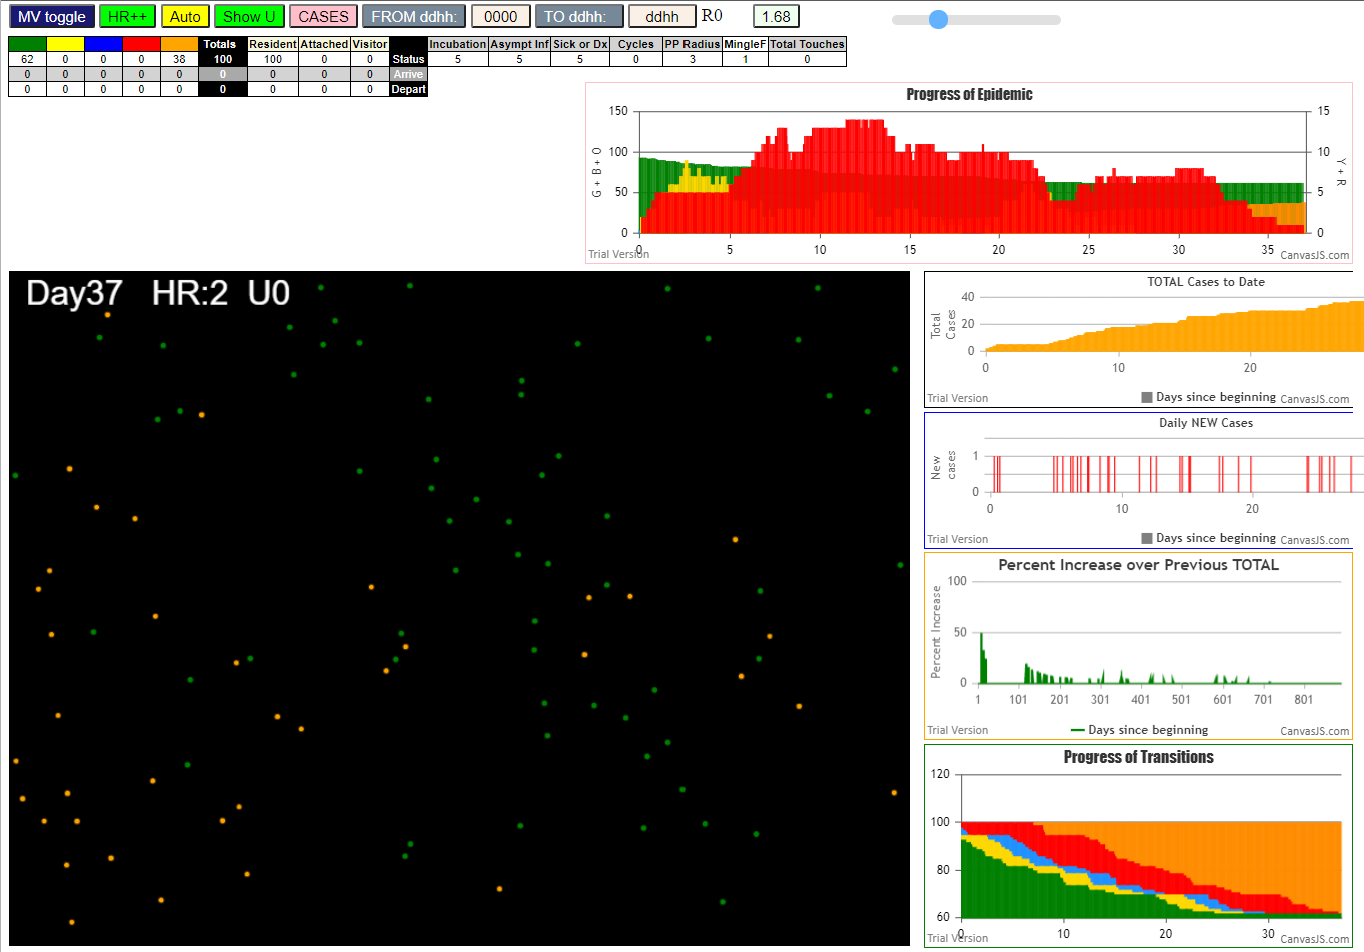 MV toggle HR++ Auto Show U CASES FROM ddhh: 0000 TO ddhh: ddhh R0 1.68
Totals Resident Attached Visitor Incubation Asympt Inf Sick or Dx Cycles PP Radius MingleF Total Touches
62 0 0 0 38 100 100 0 0 Status 5 5 5 0 3 1 0
0 0 0 0 0 0 0 0 0 Arrive
0 0 0 0 0 0 0 0 0 Depart
Progress of Epidemic
150 15
100 10
50 5
0 0
G + B + O
Y + R
0 5 10 15 20 25 30 35
Trial Version CanvasJS.com
Day37 HR:2 U0
TOTAL Cases to Date
40
20
0
Total
Cases
0 10 20
Days since beginning
Trial Version CanvasJS.com
Daily NEW Cases
1
0
New
cases
0 10 20
Days since beginning
Trial Version CanvasJS.com
Percent Increase over Previous TOTAL
100
50
0
Percent Increase
1 101 201 301 401 501 601 701 801
Days since beginning
Trial Version CanvasJS.com
Progress of Transitions
120
100
80
60
0 10 20 30
Trial Version CanvasJS.com